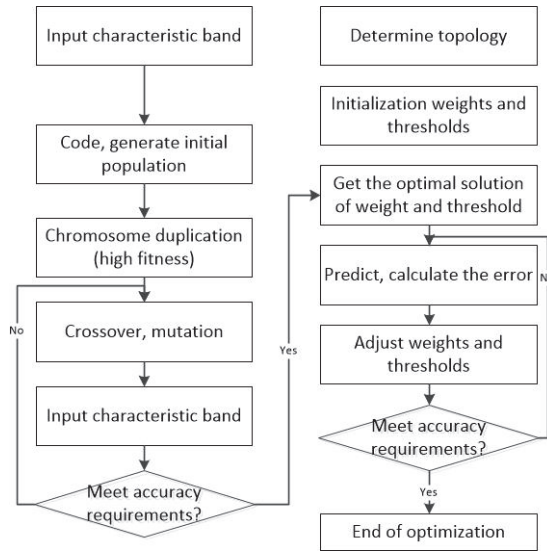 Input characteristic band
Code, generate initial
population
Chromosome duplication
(high fitness)
No
Crossover, mutation
Input characteristic band
Meet accuracy
requirements?
Yes
Determine topology
Initialization weights and
thresholds
Get the optimal solution
of weight and threshold
Predict, calculate the error
N
Adjust weights and
thresholds
Meet accuracy
requirements?
Yes
End of optimization